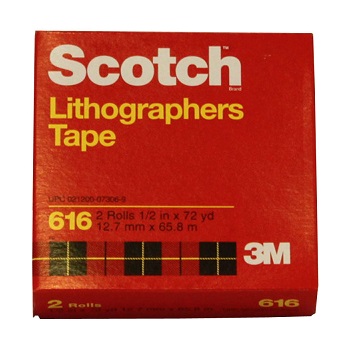 Scotch™
Brand
Lithographers
Tape
UPC 021200-07306-5
616 2 Rolls 1/2 in x 72 yd
12.7 mm x 65.8 m
3M
2 Rolls 616